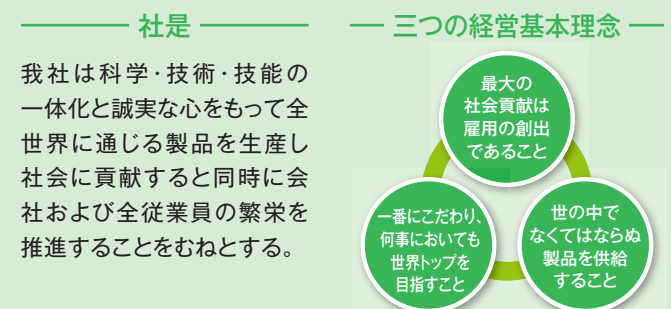 社是
我社は科学・技術・技能の
一体化と誠実な心をもって全
世界に通じる製品を生産し
社会に貢献すると同時に会
社および全従業員の繁栄を
推進することをむねとする。
三つの経営基本理念
最大の
社会貢献は
雇用の創出
であること
一番にこだわり、
何事においても
世界トップを
目指すこと
世の中で
なくてはならぬ
製品を供給
すること